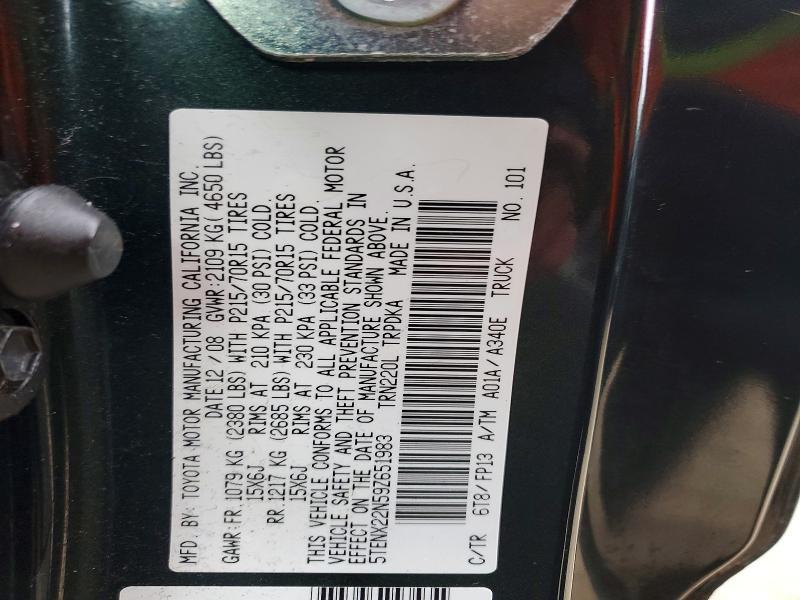 MFD. BY: TOYOTA MOTOR MANUFACTURING CALIFORNIA INC.
DATE 12 / 08 GVWR: 2109 KG ( 4650 LBS)
GAWR: FR. 1079 KG (2380 LBS) WITH P215/70R15 TIRES
15X6J RIMS AT 210 KPA (30 PSI) COLD.
RR. 1217 KG (2685 LBS) WITH P215/70R15 TIRES
15X6J RIMS AT 230 KPA (33 PSI) COLD.
THIS VEHICLE CONFORMS TO ALL APPLICABLE FEDERAL MOTOR
VEHICLE SAFETY AND THEFT PREVENTION STANDARDS IN
EFFECT ON THE DATE OF MANUFACTURE SHOWN ABOVE.
5TENX22N59Z651983 TRN220L TRPDKA MADE IN U.S.A.
C/TR 6T8/FP13 A/TM A01A/A340E TRUCK NO. 101